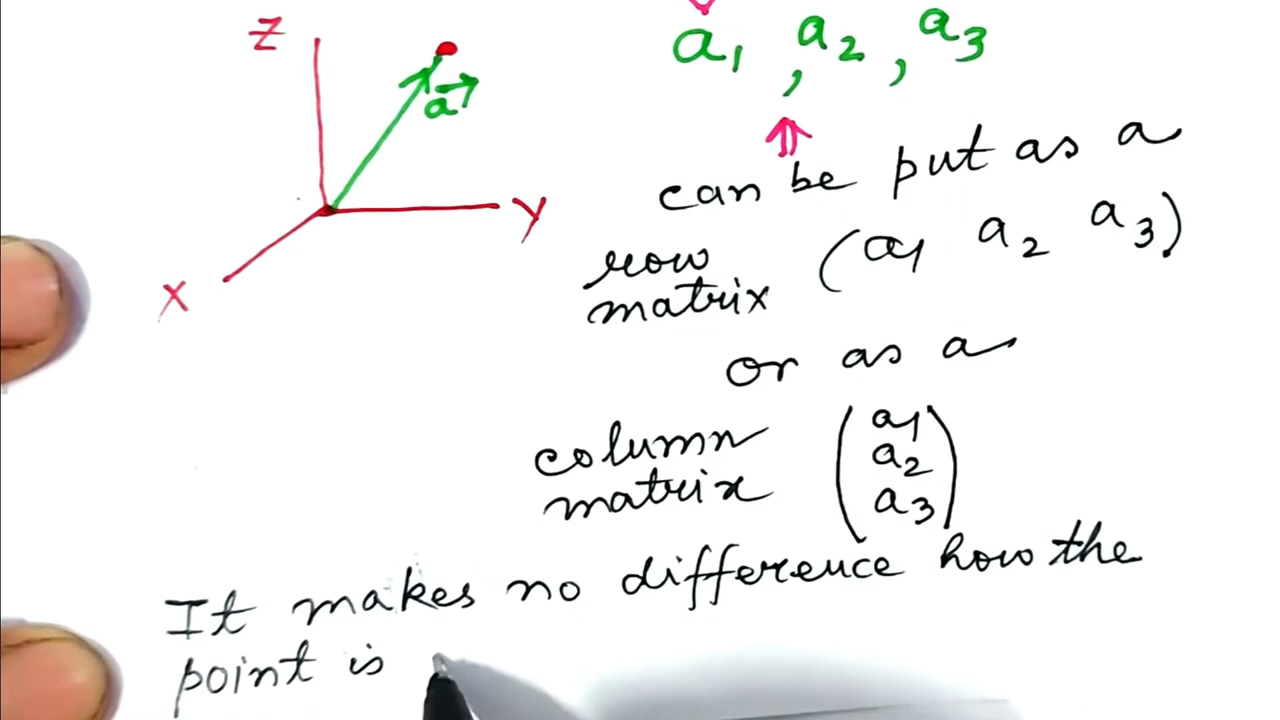 Z
a⃗
Y
X
a1, a2, a3
can be put as a
row matrix (a1 a2 a3)
or as a
column matrix (a1
a2
a3)
It makes no difference how the
point is